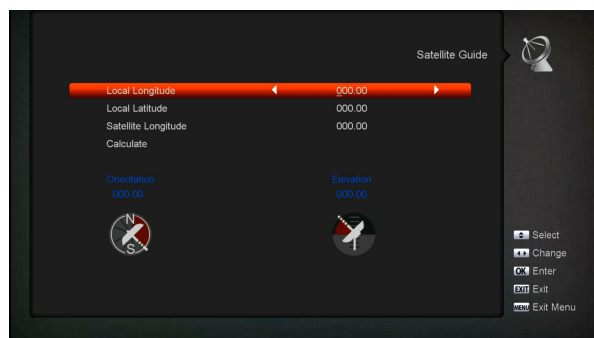 Satellite Guide
Local Longitude 000.00
Local Latitude 000.00
Satellite Longitude 000.00
Calculate
Orientation Elevation
000.00 000.00
N
S
Select
Change
OK Enter
EXIT Exit
MENU Exit Menu